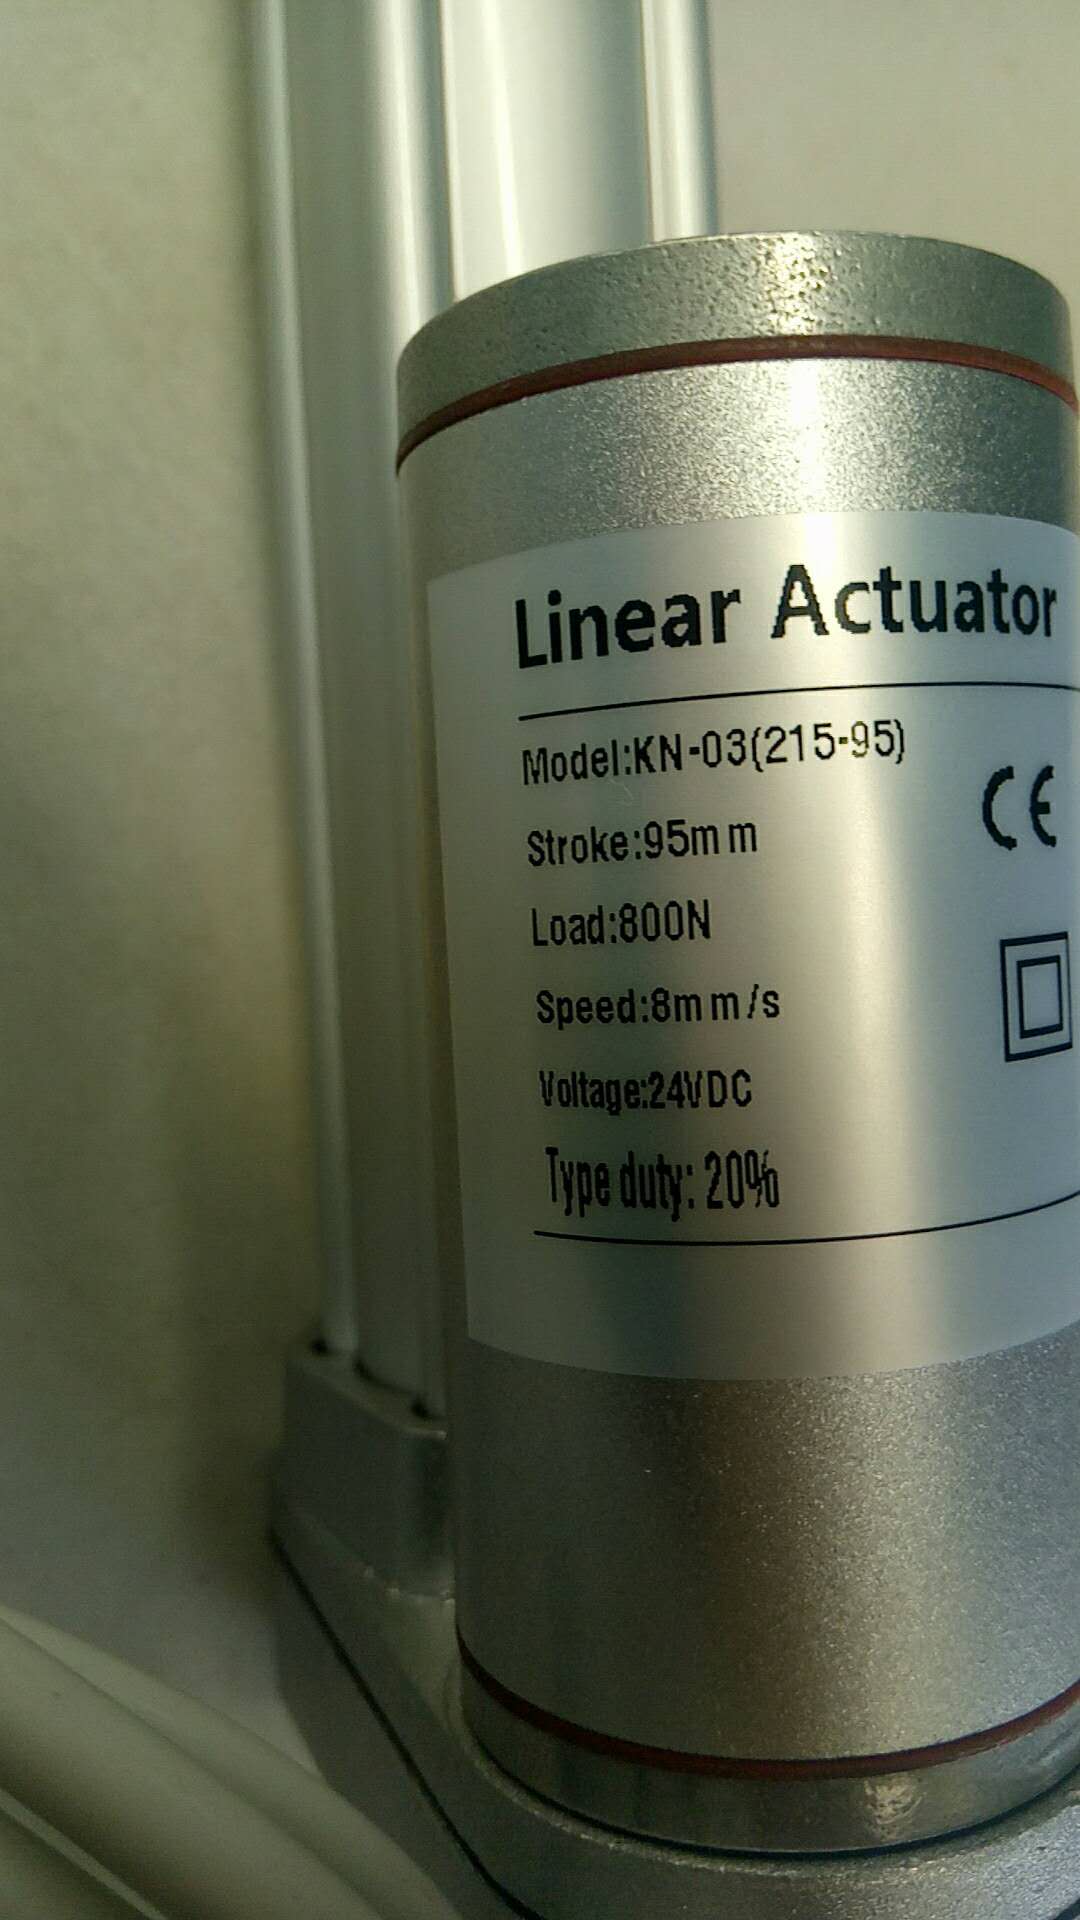 Linear Actuator
Model:KN-03(215-95)
CE
Stroke:95mm
Load:800N
Speed:8mm/s
Voltage:24VDC
Type duty: 20%